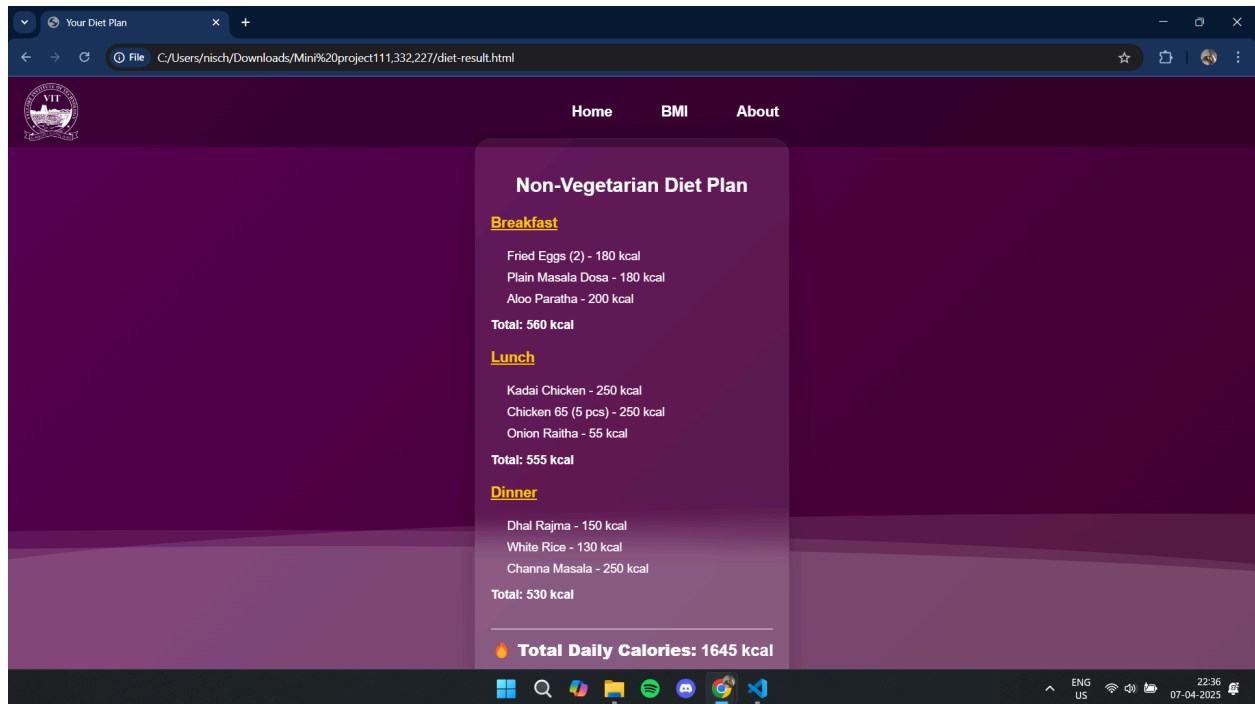 Your Diet Plan
File C:/Users/nisch/Downloads/Mini%20project111,332,227/diet-result.html
VIT
Home BMI About
Non-Vegetarian Diet Plan
Breakfast
Fried Eggs (2) - 180 kcal
Plain Masala Dosa - 180 kcal
Aloo Paratha - 200 kcal
Total: 560 kcal
Lunch
Kadai Chicken - 250 kcal
Chicken 65 (5 pcs) - 250 kcal
Onion Raitha - 55 kcal
Total: 555 kcal
Dinner
Dhal Rajma - 150 kcal
White Rice - 130 kcal
Channa Masala - 250 kcal
Total: 530 kcal
Total Daily Calories: 1645 kcal
ENG 22:36
US 07-04-2025